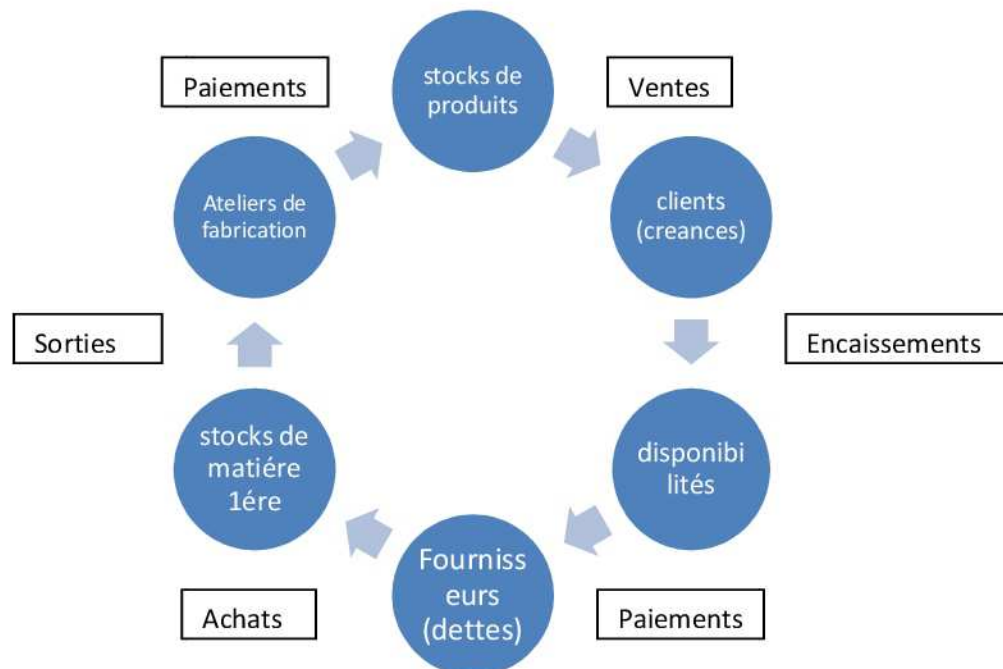 Paiements
stocks de
produits
Ventes
Ateliers de
fabrication
clients
(creances)
Sorties
Encaissements
stocks de
matiére
1ére
disponibi
lités
Achats
Fourniss
eurs
(dettes)
Paiements